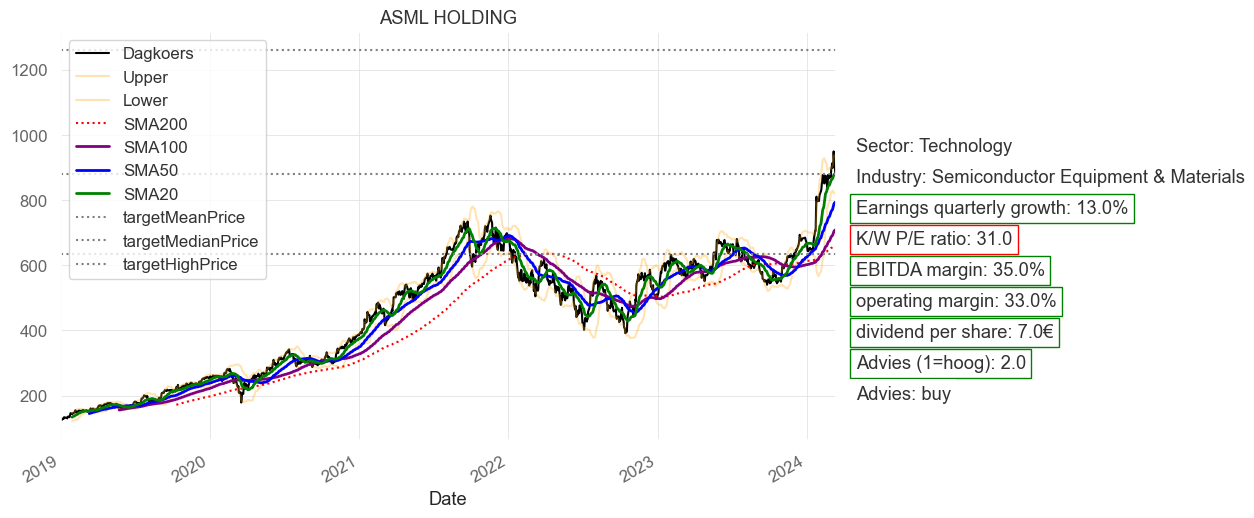 ASML HOLDING
Dagkoers
Upper
Lower
SMA200
SMA100
SMA50
SMA20
targetMeanPrice
targetMedianPrice
targetHighPrice
1200
1000
800
600
400
200
2019
2020
2021
2022
2023
2024
Date
Sector: Technology
Industry: Semiconductor Equipment & Materials
Earnings quarterly growth: 13.0%
K/W P/E ratio: 31.0
EBITDA margin: 35.0%
operating margin: 33.0%
dividend per share: 7.0€
Advies (1=hoog): 2.0
Advies: buy